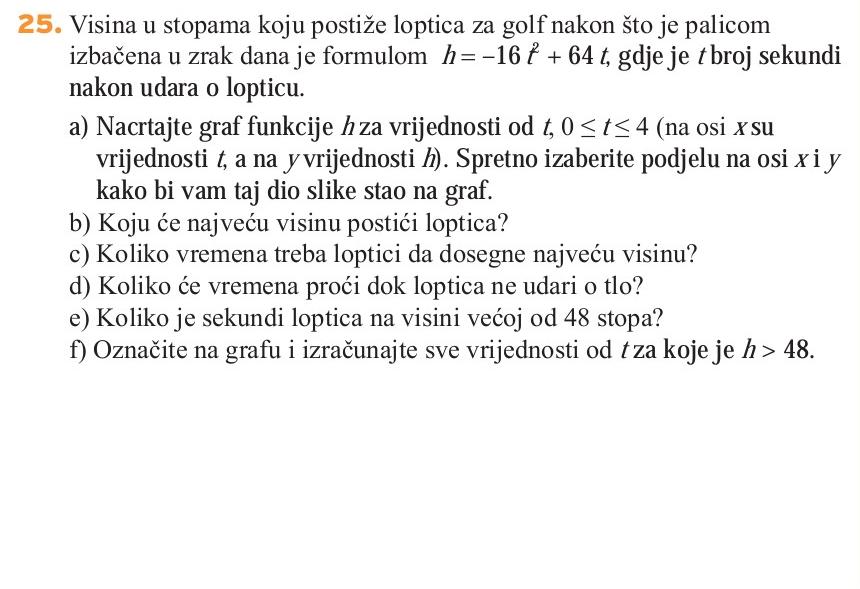 25. Visina u stopama koju postiže loptica za golf nakon što je palicom
izbačena u zrak dana je formulom h = –16 t² + 64 t, gdje je t broj sekundi
nakon udara o lopticu.
a) Nacrtajte graf funkcije h za vrijednosti od t, 0 ≤ t ≤ 4 (na osi x su
vrijednosti t, a na y vrijednosti h). Spretno izaberite podjelu na osi x i y
kako bi vam taj dio slike stao na graf.
b) Koju će najveću visinu postići loptica?
c) Koliko vremena treba loptici da dosegne najveću visinu?
d) Koliko će vremena proći dok loptica ne udari o tlo?
e) Koliko je sekundi loptica na visini većoj od 48 stopa?
f) Označite na grafu i izračunajte sve vrijednosti od t za koje je h > 48.